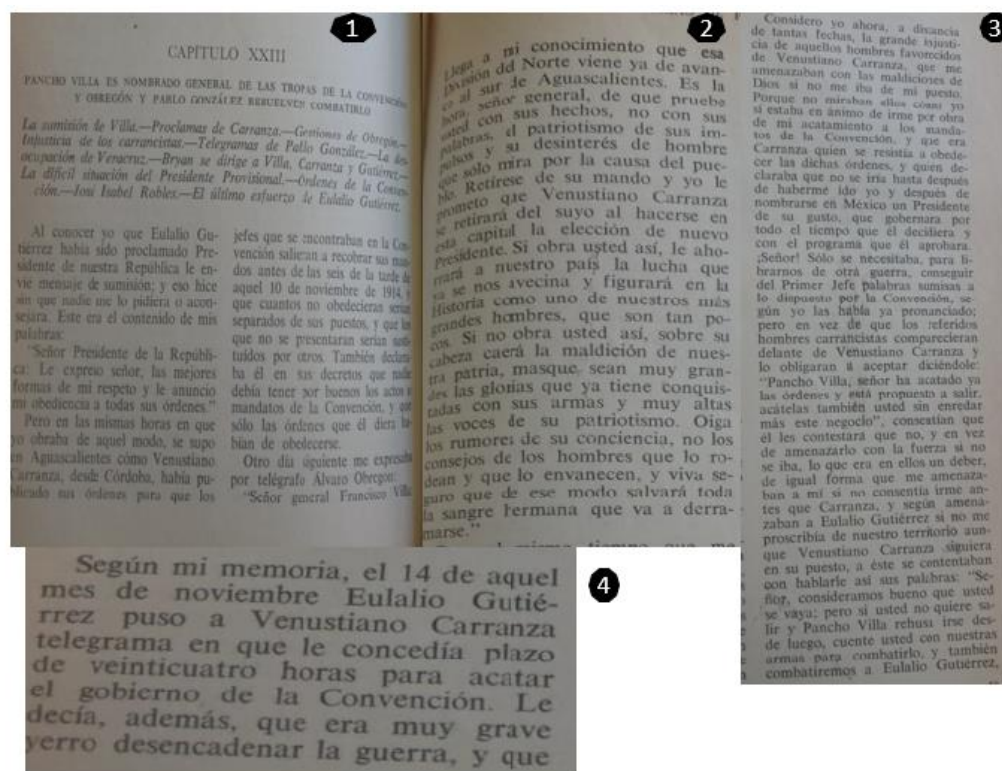 1
CAPÍTULO XXIII
PANCHO VILLA ES NOMBRADO GENERAL DE LAS TROPAS DE LA CONVENCIÓN
Y OBREGÓN Y PABLO GONZÁLEZ RESUELVEN COMBATIRLO
La sumisión de Villa.—Proclamas de Carranza.—Gestiones de Obregón.—
Injusticia de los carrancistas.—Telegramas de Pablo González.—La des-
ocupación de Veracruz.—Bryan se dirige a Villa, Carranza y Gutiérrez.—
La difícil situación del Presidente Provisional.—Órdenes de la Conven-
ción.—José Isabel Robles.—El último esfuerzo de Eulalio Gutiérrez.
Al conocer yo que Eulalio Gu-
tiérrez había sido proclamado Pre-
sidente de nuestra República le en-
vié mensaje de sumisión; y eso hice
sin que nadie me lo pidiera o acon-
sejara. Este era el contenido de mis
palabras:
"Señor Presidente de la Repúbli-
ca: Le expreso señor, las mejores
formas de mi respeto y le anuncio
mi obediencia a todas sus órdenes."
Pero en las mismas horas en que
yo obraba de aquel modo, se supo
en Aguascalientes cómo Venustiano
Carranza, desde Córdoba, había pu-
blicado sus órdenes para que los
jefes que se encontraban en la Con-
vención salieran a recobrar sus man-
dos antes de las seis de la tarde de
aquel 10 de noviembre de 1914, y
que cuantos no obedecieran serían
separados de sus puestos, y que los
que no se presentaran serían susti-
tuidos por otros. También declara-
ba él en sus decretos que nadie
debía tener por buenos los actos o
mandatos de la Convención, y que
sólo las órdenes que él diera ha-
bían de obedecerse.
Otro día siguiente me expresaba
por telégrafo Álvaro Obregón:
"Señor general Francisco Villa
2
Llega a mi conocimiento que esa
División del Norte viene ya de avan-
ce al sur de Aguascalientes. Es la
hora, señor general, de que pruebe
usted con sus hechos, no con sus
palabras, el patriotismo de sus im-
pulsos y su desinterés de hombre
que sólo mira por la causa del pue-
blo. Retírese de su mando y yo le
prometo que Venustiano Carranza
se retirará del suyo al hacerse en
esta capital la elección de nuevo
Presidente. Si obra usted así, le aho-
rrará a nuestro país la lucha que
ya se nos avecina y figurará en la
Historia como uno de nuestros más
grandes hombres, que son tan po-
cos. Si no obra usted así, sobre su
cabeza caerá la maldición de nues-
tra patria, masque sean muy gran-
des las glorias que ya tiene conquis-
tadas con sus armas y muy altas
las voces de su patriotismo. Oiga
los rumores de su conciencia, no los
consejos de los hombres que lo ro-
dean y que lo envanecen, y viva se-
guro que de ese modo salvará toda
la sangre hermana que va a derra-
marse."
3
Considero yo ahora, a distancia
de tantas fechas, la grande injusti-
cia de aquellos hombres favorecidos
de Venustiano Carranza, que me
amenazaban con las maldiciones de
Dios si no me iba de mi puesto.
Porque no miraban ellos cómo yo
sí estaba en ánimo de irme por obra
de mi acatamiento a los manda-
tos de la Convención, y que era
Carranza quien se resistía a obede-
cer las dichas órdenes, y quien de-
claraba que no se iría hasta después
de haberme ido yo y después de
nombrarse en México un Presidente
de su gusto, que gobernara por
todo el tiempo que él decidiera y
con el programa que él aprobara.
¡Señor! Sólo se necesitaba, para li-
brarnos de otra guerra, conseguir
del Primer Jefe palabras sumisas a
lo dispuesto por la Convención, se-
gún yo las había ya pronunciado;
pero en vez de que los referidos
hombres carrancistas comparecieran
delante de Venustiano Carranza y
lo obligaran a aceptar diciéndole:
"Pancho Villa, señor ha acatado ya
las órdenes y está propuesto a salir,
acátelas también usted sin enredar
más este negocio", consentían que
él les contestará que no, y en vez
de amenazarlo con la fuerza si no
se iba, lo que era en ellos un deber,
de igual forma que me amenaza-
ban a mí si no consentía irme an-
tes que Carranza, y según amena-
zaban a Eulalio Gutiérrez si no me
proscribía de nuestro territorio aun-
que Venustiano Carranza siguiera
en su puesto, a éste se contentaban
con hablarle así sus palabras: "Se-
ñor, consideramos bueno que usted
se vaya; pero si usted no quiere sa-
lir y Pancho Villa rehusa irse des-
de luego, cuente usted con nuestras
armas para combatirlo, y también
combatiremos a Eulalio Gutiérrez,
4
Según mi memoria, el 14 de aquel
mes de noviembre Eulalio Gutié-
rrez puso a Venustiano Carranza
telegrama en que le concedía plazo
de veinticuatro horas para acatar
el gobierno de la Convención. Le
decía, además, que era muy grave
yerro desencadenar la guerra, y que